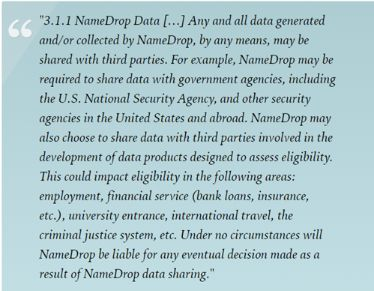 "3.1.1 NameDrop Data […] Any and all data generated
and/or collected by NameDrop, by any means, may be
shared with third parties. For example, NameDrop may be
required to share data with government agencies, including
the U.S. National Security Agency, and other security
agencies in the United States and abroad. NameDrop may
also choose to share data with third parties involved in the
development of data products designed to assess eligibility.
This could impact eligibility in the following areas:
employment, financial service (bank loans, insurance,
etc.), university entrance, international travel, the
criminal justice system, etc. Under no circumstances will
NameDrop be liable for any eventual decision made as a
result of NameDrop data sharing."